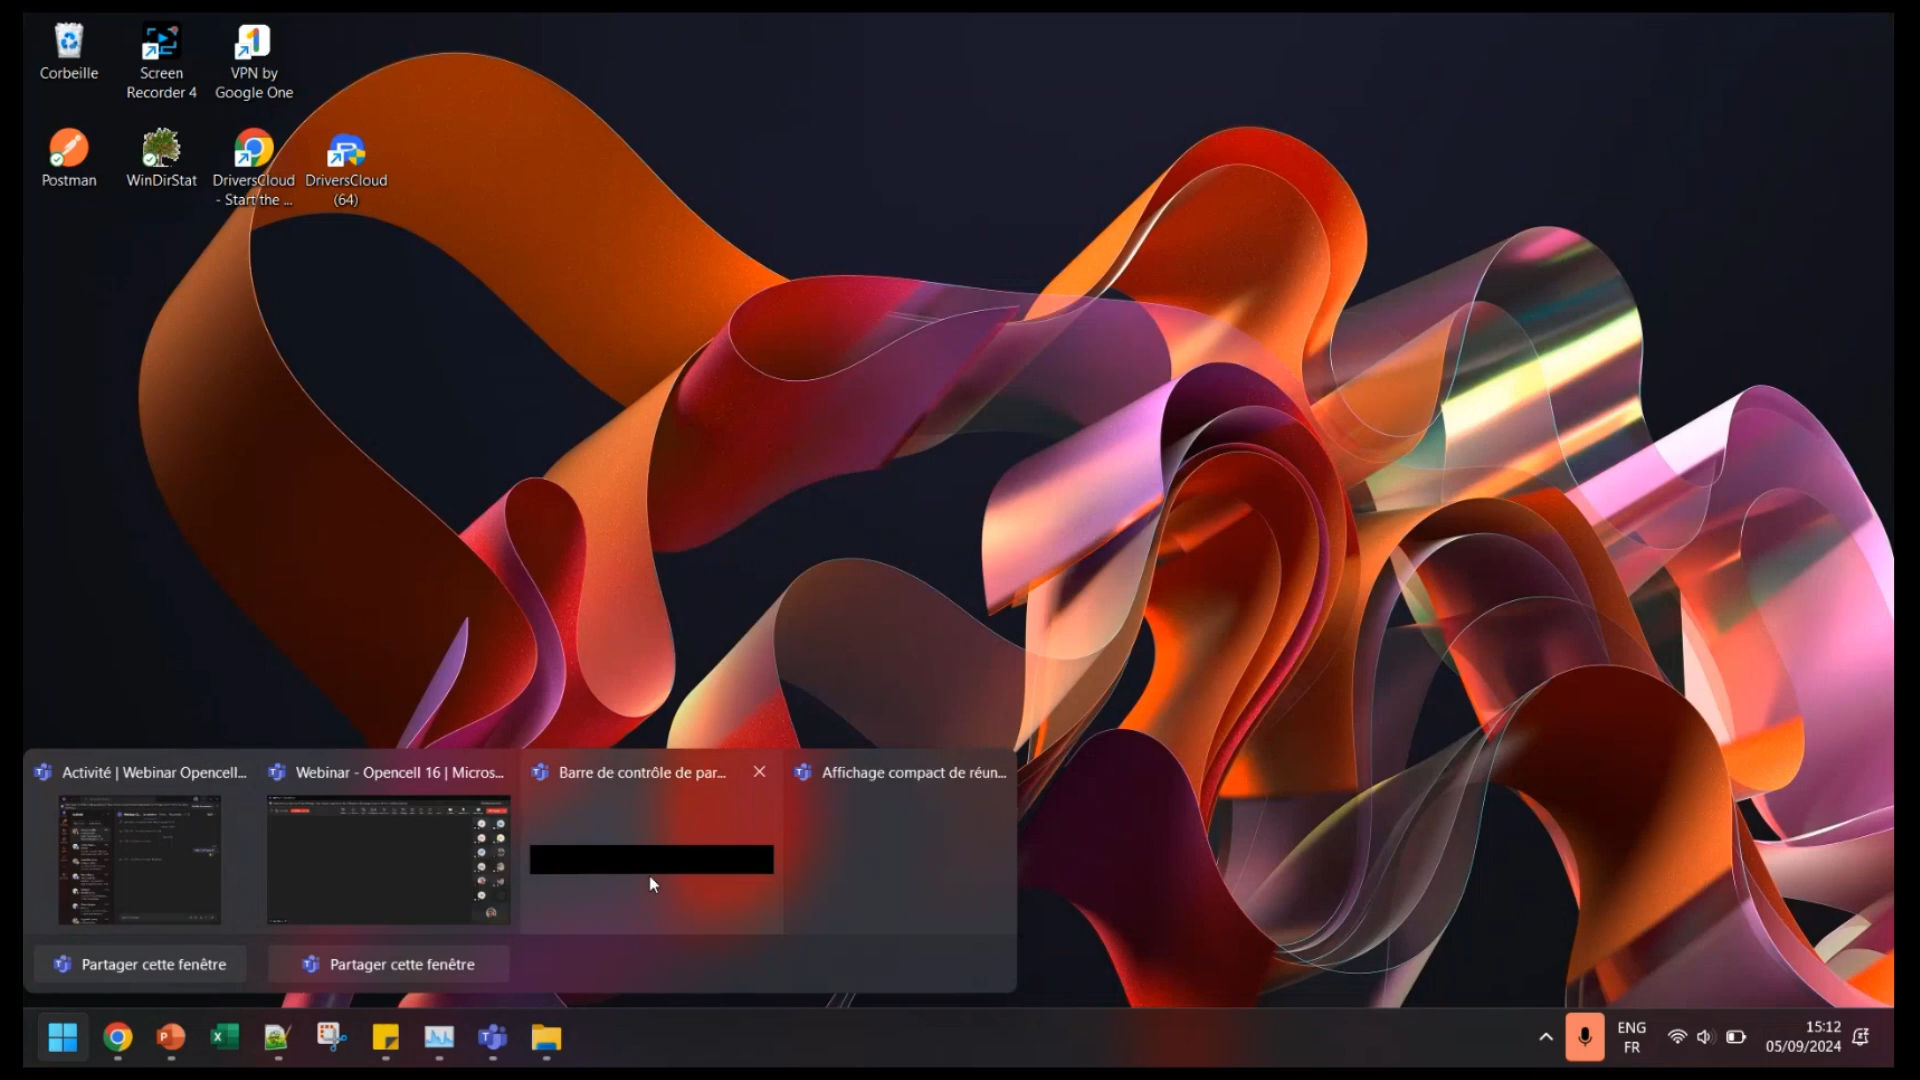 Corbeille
Screen
Recorder 4
VPN by
Google One
Postman
WinDirStat
DriversCloud
- Start the ...
DriversCloud
(64)
Activité | Webinar Opencell...
Webinar - Opencell 16 | Micros...
Barre de contrôle de par...
Affichage compact de réun...
Partager cette fenêtre
Partager cette fenêtre
ENG
FR
15:12
05/09/2024